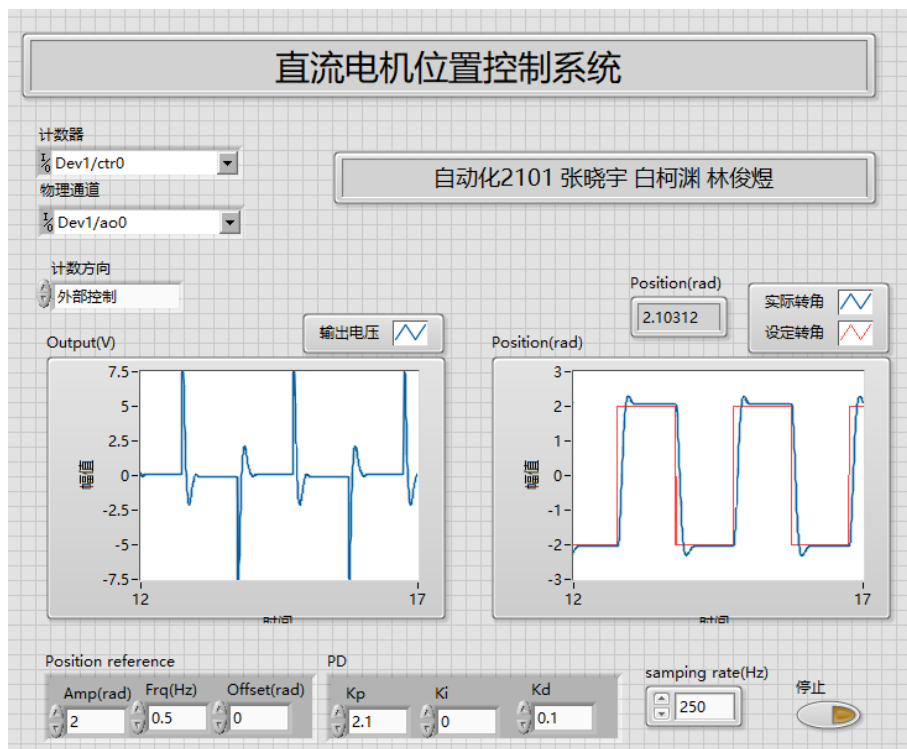 直流电机位置控制系统
计数器
Dev1/ctr0
自动化2101 张晓宇 白柯渊 林俊煜
物理通道
Dev1/ao0
计数方向
外部控制
Position(rad)
2.10312
实际转角
设定转角
输出电压
Output(V)
幅值
7.5
5
2.5
0
-2.5
-5
-7.5
12
17
时间
Position(rad)
幅值
3
2
1
0
-1
-2
-3
12
17
时间
Position reference
Amp(rad) Frq(Hz) Offset(rad)
2 0.5 0
PD
Kp Ki Kd
2.1 0 0.1
samping rate(Hz)
250
停止